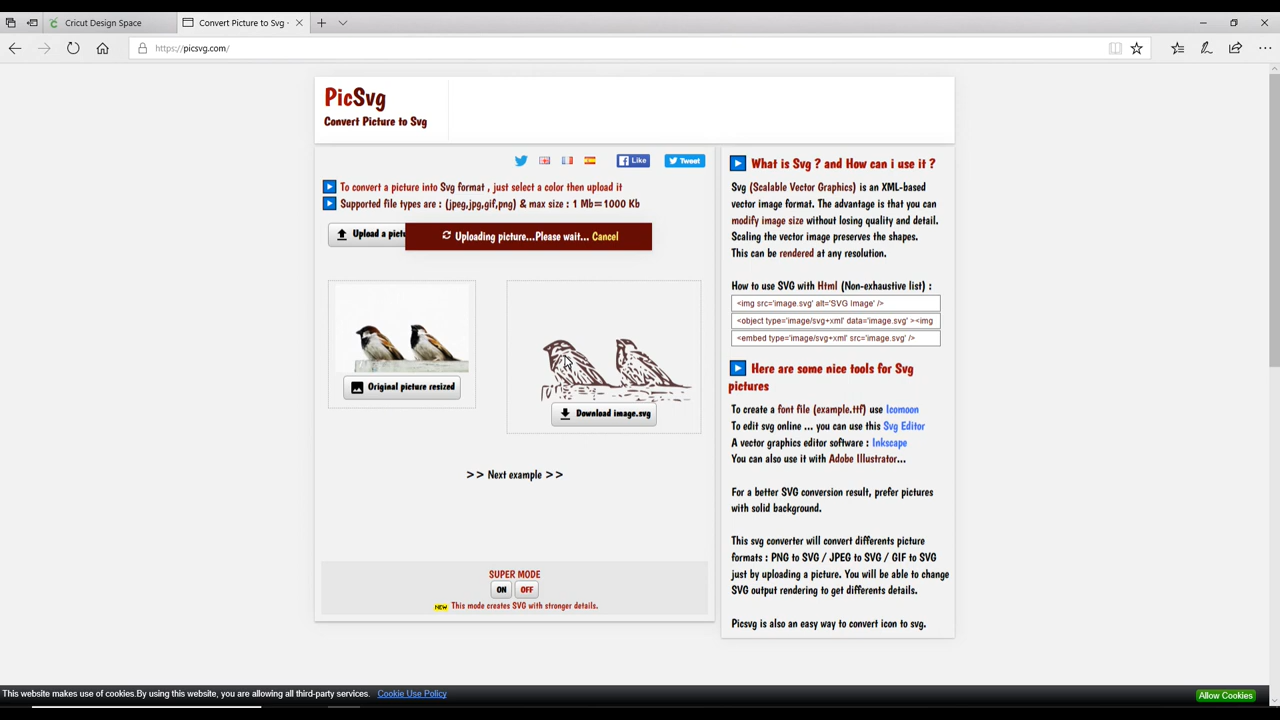 Cricut Design Space
Convert Picture to Svg -
https://picsvg.com/
PicSvg
Convert Picture to Svg
Like
Tweet
To convert a picture into Svg format , just select a color then upload it
Supported file types are : (jpeg,jpg,gif,png) & max size : 1 Mb=1000 Kb
Upload a pictu
Uploading picture...Please wait... Cancel
Original picture resized
Download image.svg
>> Next example >>
SUPER MODE
ON OFF
NEW This mode creates SVG with stronger details.
What is Svg ? and How can i use it ?
Svg (Scalable Vector Graphics) is an XML-based
vector image format. The advantage is that you can
modify image size without losing quality and detail.
Scaling the vector image preserves the shapes.
This can be rendered at any resolution.
How to use SVG with Html (Non-exhaustive list) :
<img src='image.svg' alt='SVG Image' />
<object type='image/svg+xml' data='image.svg' ><img
<embed type='image/svg+xml' src='image.svg' />
Here are some nice tools for Svg
pictures
To create a font file (example.ttf) use Icomoon
To edit svg online ... you can use this Svg Editor
A vector graphics editor software : Inkscape
You can also use it with Adobe Illustrator...
For a better SVG conversion result, prefer pictures
with solid background.
This svg converter will convert differents picture
formats : PNG to SVG / JPEG to SVG / GIF to SVG
just by uploading a picture. You will be able to change
SVG output rendering to get differents details.
Picsvg is also an easy way to convert icon to svg.
This website makes use of cookies.By using this website, you are allowing all third-party services. Cookie Use Policy
Allow Cookies